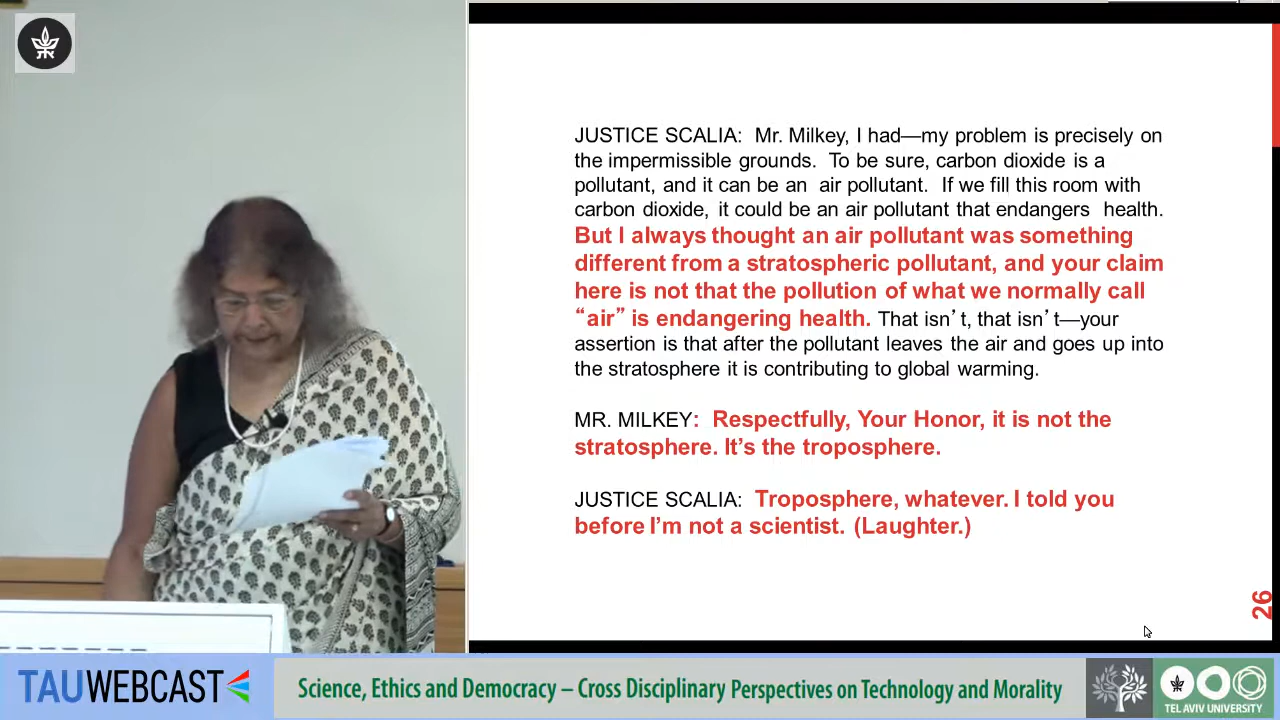 JUSTICE SCALIA:  Mr. Milkey, I had—my problem is precisely on
the impermissible grounds.  To be sure, carbon dioxide is a
pollutant, and it can be an  air pollutant.  If we fill this room with
carbon dioxide, it could be an air pollutant that endangers  health.
But I always thought an air pollutant was something
different from a stratospheric pollutant, and your claim
here is not that the pollution of what we normally call
“air” is endangering health. That isn’t, that isn’t—your
assertion is that after the pollutant leaves the air and goes up into
the stratosphere it is contributing to global warming.
MR. MILKEY:  Respectfully, Your Honor, it is not the
stratosphere. It’s the troposphere.
JUSTICE SCALIA:  Troposphere, whatever. I told you
before I’m not a scientist. (Laughter.)
26
TAUWEBCAST
Science, Ethics and Democracy – Cross Disciplinary Perspectives on Technology and Morality
TEL AVIV UNIVERSITY